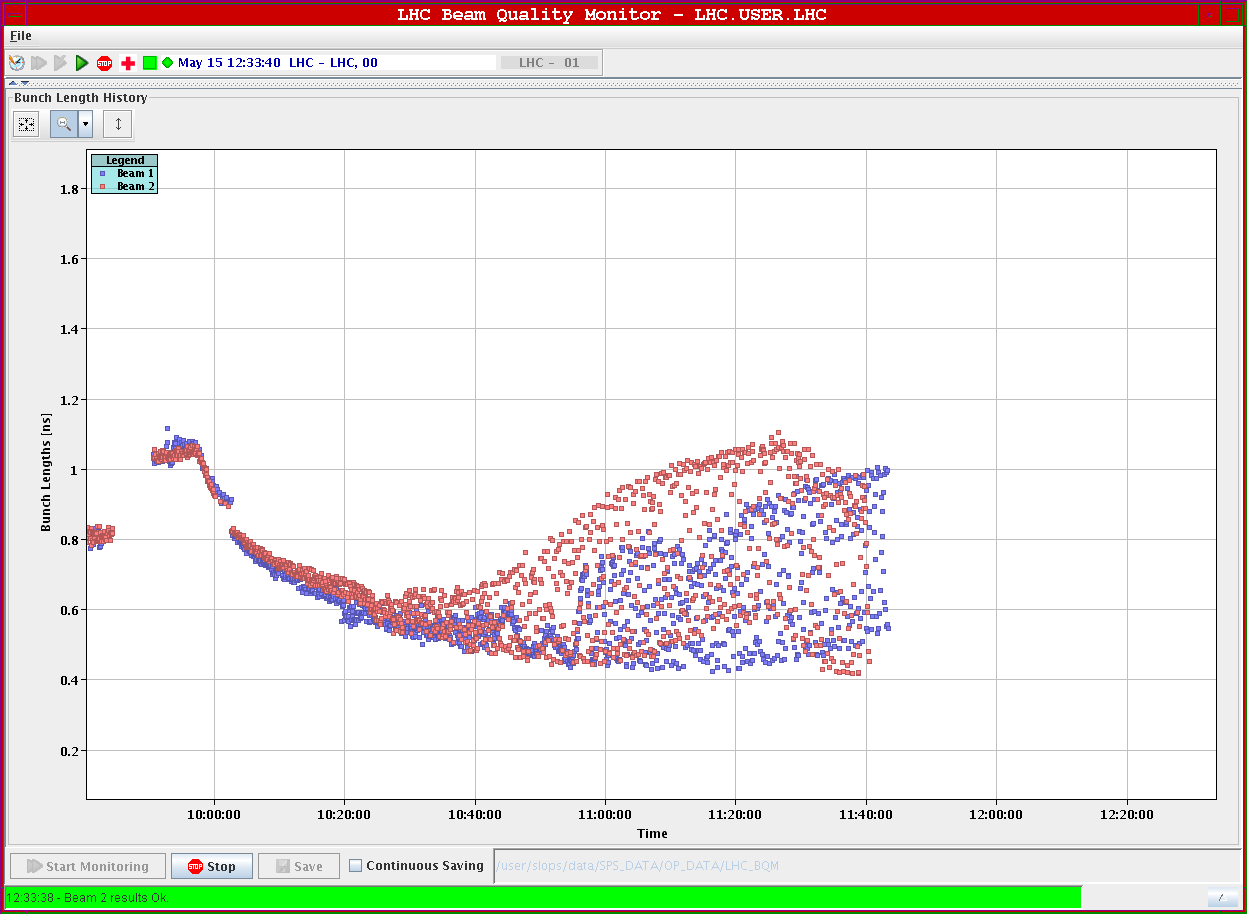 LHC Beam Quality Monitor - LHC.USER.LHC
File
STOP May 15 12:33:40 LHC - LHC, 00 LHC - 01
Bunch Length History
Legend
Beam 1
Beam 2
1.8
1.6
1.4
1.2
1
0.8
0.6
0.4
0.2
Bunch Lengths [ns]
10:00:00 10:20:00 10:40:00 11:00:00 11:20:00 11:40:00 12:00:00 12:20:00
Time
Start Monitoring STOP Stop Save Continuous Saving /user/slops/data/SPS_DATA/OP_DATA/LHC_BQM
12:33:38 - Beam 2 results Ok.